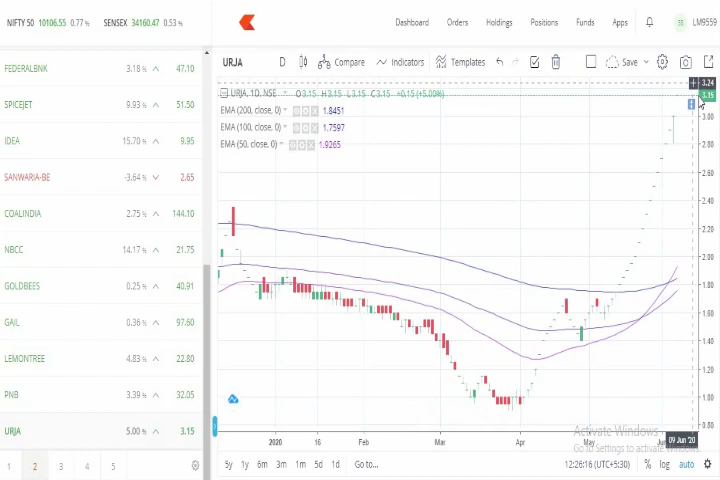 NIFTY 50 10106.55 0.77 % SENSEX 34160.47 0.53 %
Dashboard Orders Holdings Positions Funds Apps LM9559
FEDERALBNK 3.18 % 47.10
SPICEJET 9.93 % 51.50
IDEA 15.70 % 9.95
SANWARIA-BE -3.64 % 2.65
COALINDIA 2.75 % 144.10
NBCC 14.17 % 21.75
GOLDBEES 0.25 % 40.91
GAIL 0.36 % 97.60
LEMONTREE 4.83 % 22.80
PNB 3.39 % 32.05
URJA 5.00 % 3.15
1 2 3 4 5
URJA D Compare Indicators Templates Save
URJA, 1D, NSE O3.15 H3.15 L3.15 C3.15 +0.15 (+5.00%)
EMA (200, close, 0) 1.8451
EMA (100, close, 0) 1.7597
EMA (50, close, 0) 1.9265
3.24
3.15
3.00
2.80
2.60
2.40
2.20
2.00
1.80
1.60
1.40
1.20
1.00
0.80
2020 16 Feb Mar Apr May 09 Jun '20
Activate Windows
Go to Settings to activate Windows.
5y 1y 6m 3m 1m 5d 1d Go to... 12:26:16 (UTC+5:30) % log auto